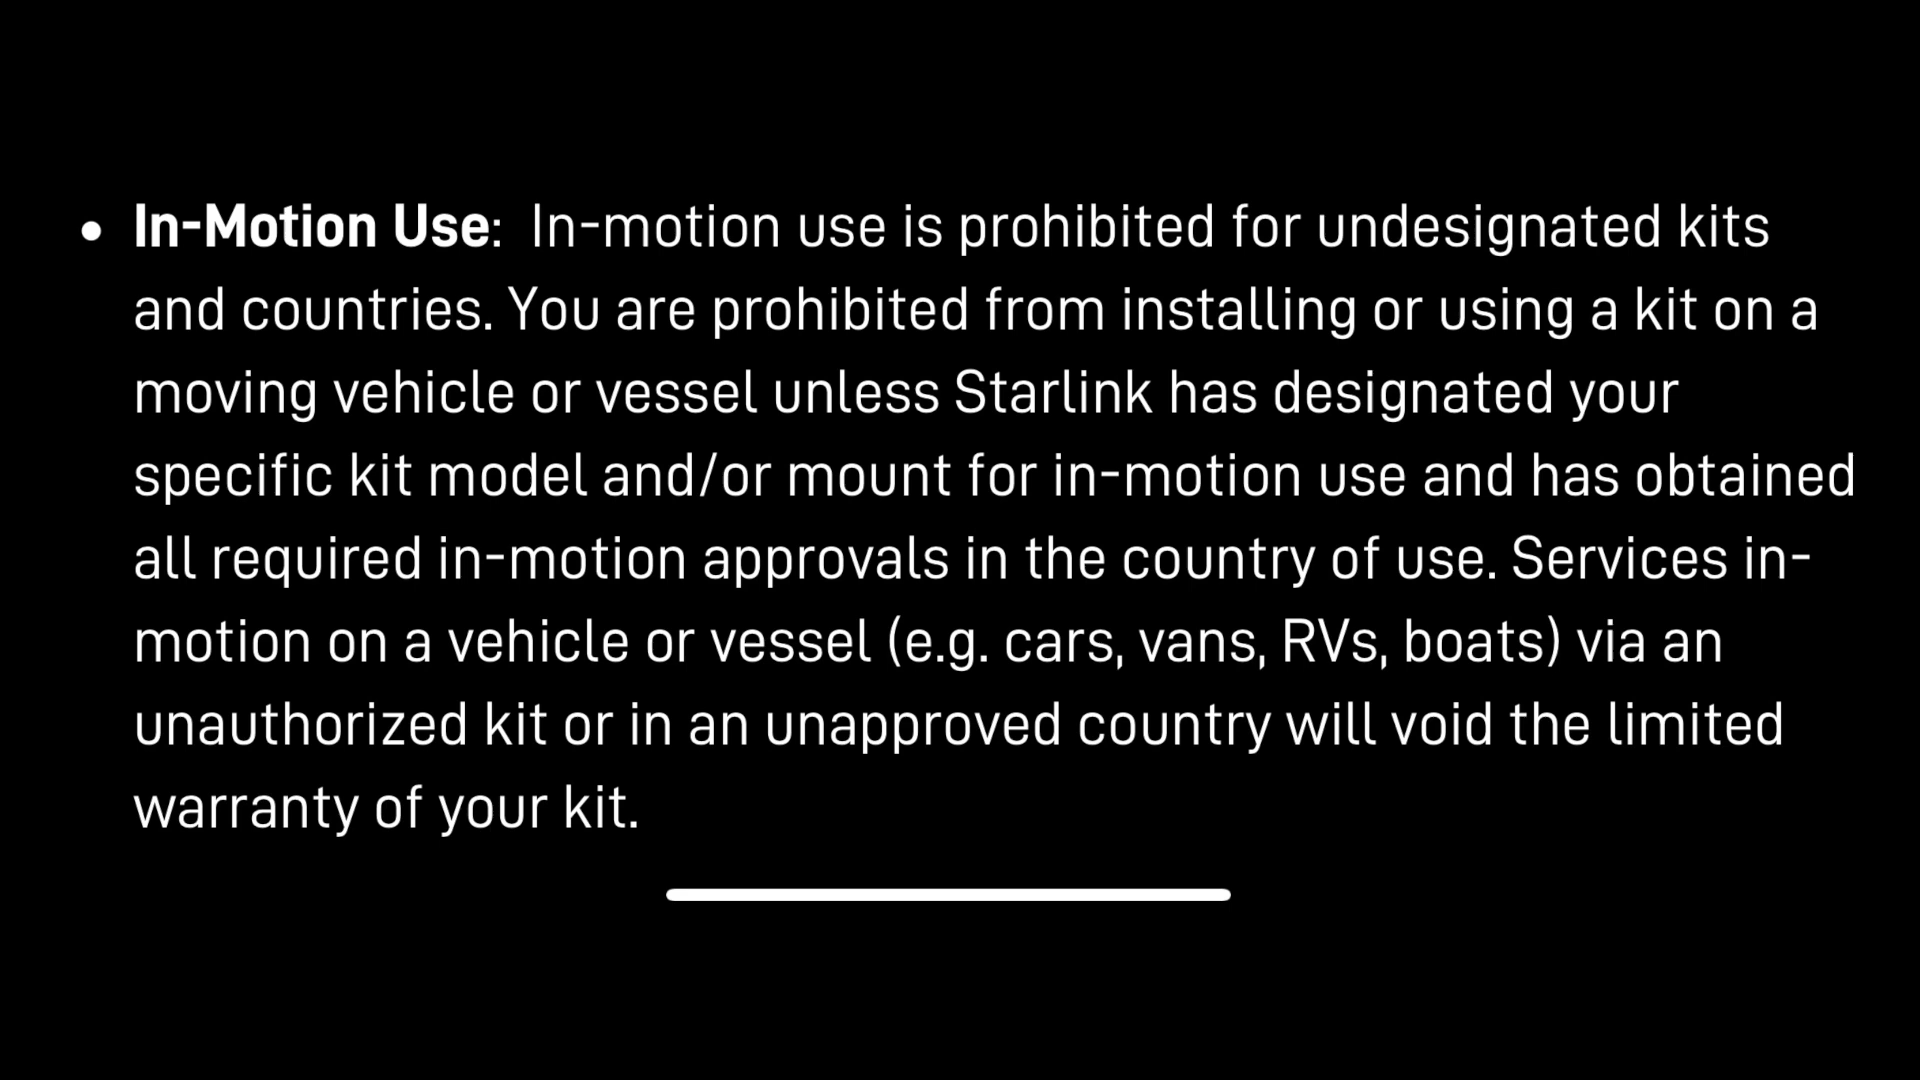 • In-Motion Use:  In-motion use is prohibited for undesignated kits
and countries. You are prohibited from installing or using a kit on a
moving vehicle or vessel unless Starlink has designated your
specific kit model and/or mount for in-motion use and has obtained
all required in-motion approvals in the country of use. Services in-
motion on a vehicle or vessel (e.g. cars, vans, RVs, boats) via an
unauthorized kit or in an unapproved country will void the limited
warranty of your kit.